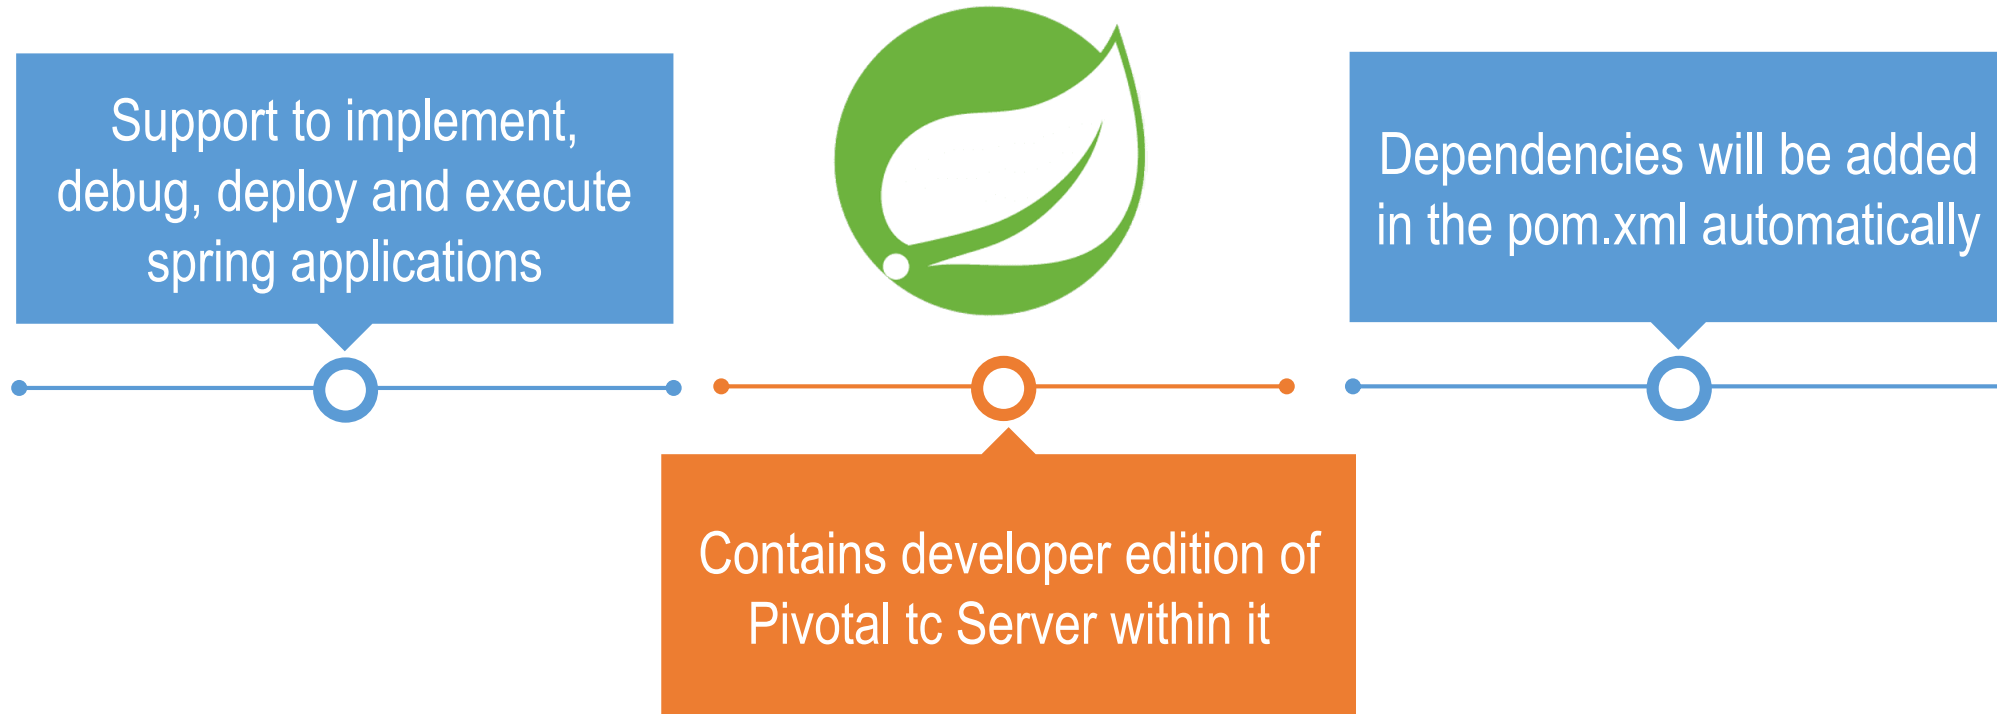 Support to implement,
debug, deploy and execute
spring applications
Contains developer edition of
Pivotal tc Server within it
Dependencies will be added
in the pom.xml automatically